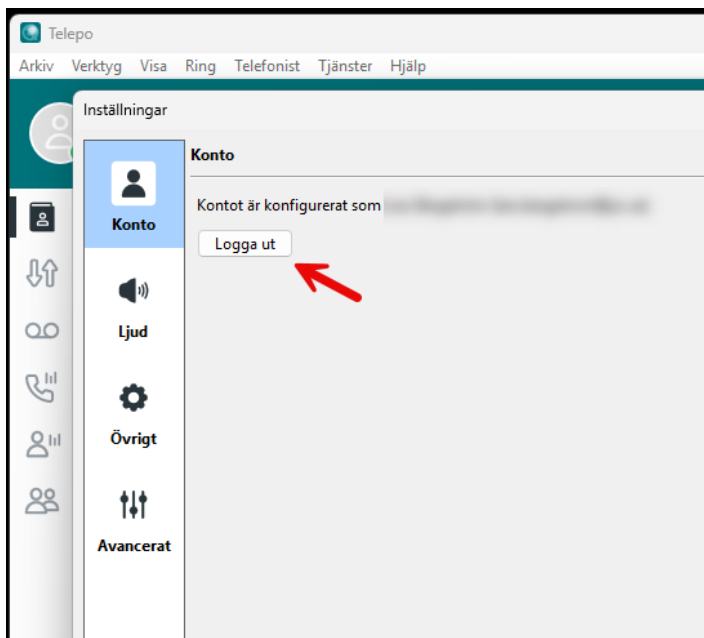 Telepo
Arkiv Verktyg Visa Ring Telefonist Tjänster Hjälp
Inställningar
Konto
Konto
Kontot är konfigurerat som
Logga ut
Ljud
Övrigt
Avancerat